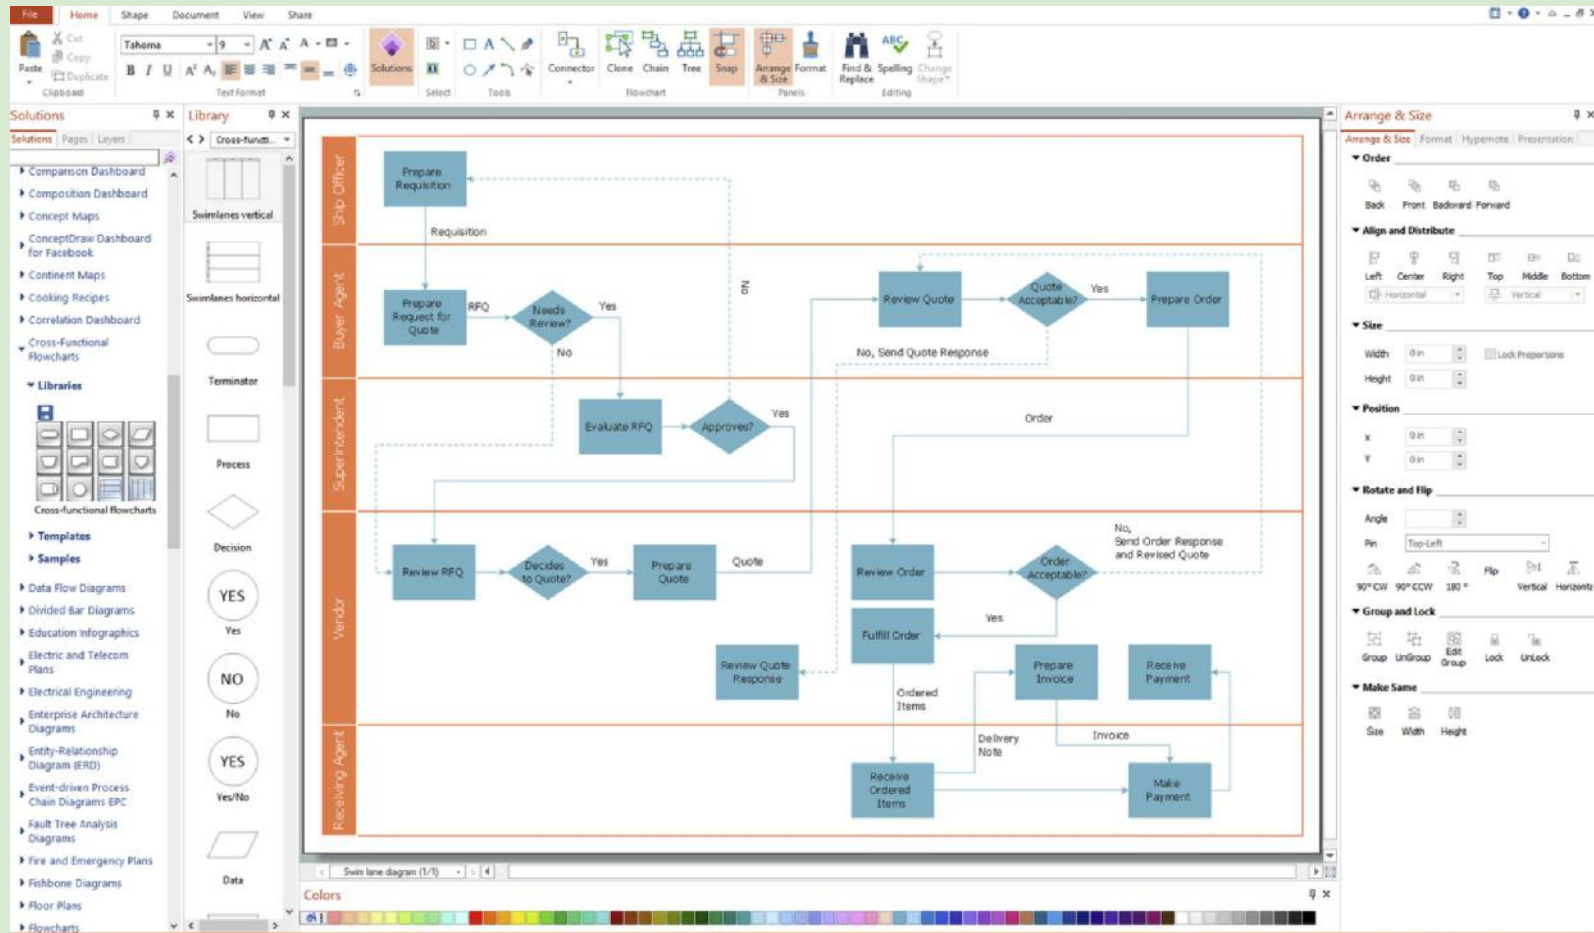 File Home Shape Document View Share
Paste
Cut
Copy
Duplicate
Clipboard
Tahoma 9
B I U
Text Format
Solutions
Select
Tools
Connector
Clone Chain Tree Snap
Flowchart
Arrange & Size
Format
Panels
Find & Replace
ABC
Spelling
Change Shape
Editing
Solutions
Solutions Pages Layers
Comparison Dashboard
Composition Dashboard
Concept Maps
ConceptDraw Dashboard
for Facebook
Continent Maps
Cooking Recipes
Correlation Dashboard
Cross-Functional
Flowcharts
Libraries
Cross-functional flowcharts
Templates
Samples
Data Flow Diagrams
Divided Bar Diagrams
Education Infographics
Electric and Telecom
Plans
Electrical Engineering
Enterprise Architecture
Diagrams
Entity-Relationship
Diagram (ERD)
Event-driven Process
Chain Diagrams EPC
Fault Tree Analysis
Diagrams
Fire and Emergency Plans
Fishbone Diagrams
Floor Plans
Flowcharts
Library
Cross-functi...
Swimlanes vertical
Swimlanes horizontal
Terminator
Process
Decision
YES
Yes
NO
No
YES
Yes/No
Data
Ship Officer
Prepare
Requisition
Requisition
Buyer Agent
Prepare
Request for
Quote
RFQ
Needs
Review?
Yes
No
No
Review Quote
Quote
Acceptable?
Yes
Prepare Order
No, Send Quote Response
Superintendent
Evaluate RFQ
Approves?
Yes
Order
Vendor
Review RFQ
Decides
to Quote?
Yes
Prepare
Quote
Quote
Review Order
Order
Acceptable?
No,
Send Order Response
and Revised Quote
Yes
Fulfill Order
Review Quote
Response
Prepare
Invoice
Receive
Payment
Ordered
Items
Receiving Agent
Delivery
Note
Invoice
Receive
Ordered
Items
Make
Payment
Swim lane diagram (1/1)
Colors
Arrange & Size
Arrange & Size Format Hypernote Presentation
Order
Back Front Backward Forward
Align and Distribute
Left Center Right Top Middle Bottom
Horizontal Vertical
Size
Width 0 in
Lock Proportions
Height 0 in
Position
X 0 in
Y 0 in
Rotate and Flip
Angle
Pin Top-Left
90° CW 90° CCW 180 ° Flip Vertical Horizonta
Group and Lock
Group UnGroup Edit Group Lock UnLock
Make Same
Size Width Height